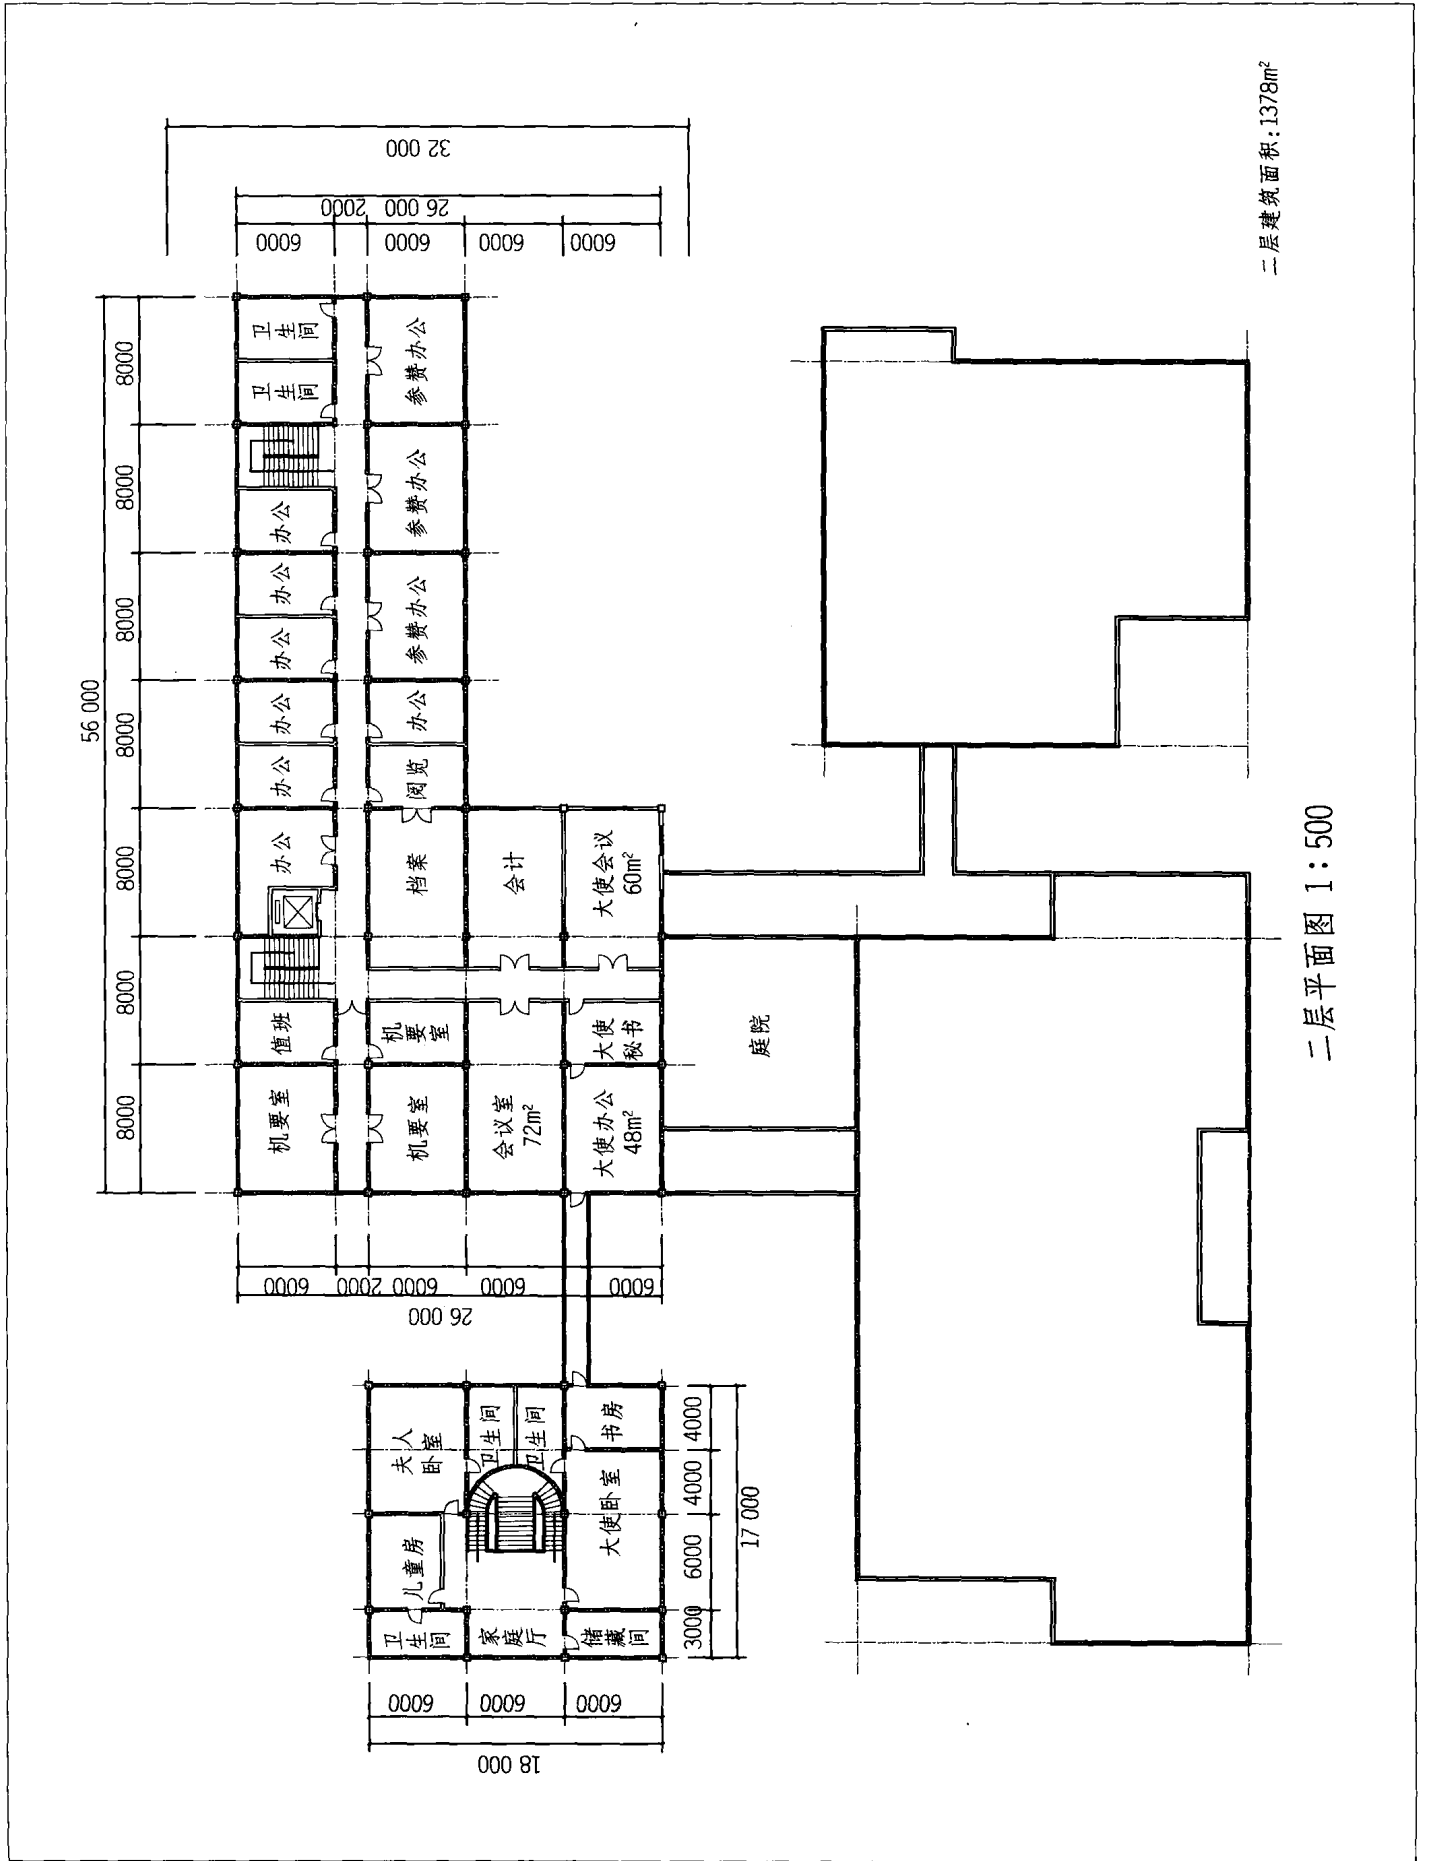 56 000
8000
8000
8000
8000
8000
8000
8000
机要室
值班
办公
办公
办公
办公
办公
办公
卫生间
卫生间
机要室
机要室
档案
阅览
办公
参赞办公
参赞办公
参赞办公
会议室
72m²
会计
大使办公
48m²
大使
秘书
大使会议
60m²
6000
2000
6000
6000
6000
26 000
32 000
6000
2000
6000
6000
6000
26 000
卫生间
儿童房
夫人
卧室
家庭厅
卫生间
卫生间
储藏间
大使卧室
书房
6000
6000
6000
18 000
3000
6000
4000
4000
17 000
庭院
二层平面图 1:500
二层建筑面积:1378m²